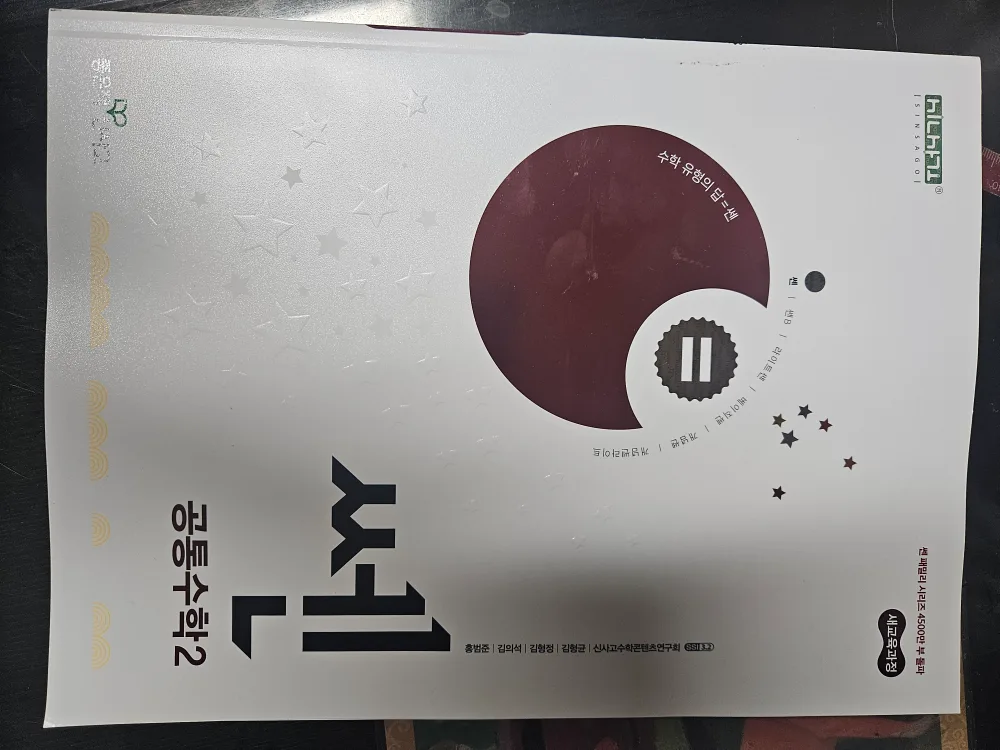 신사고
[SINSAGO]
®
쎈 패밀리 시리즈 4500만 부 돌파
새교육과정
수학 유형의 답=쎈
쎈 | 쎈B | 라이트쎈 | 베이직쎈 | 개념쎈 | 개념쎈라이트
홍범준 | 김의석 | 김형정 | 김형균 | 신사고수학콘텐츠연구회
쎈
공통수학2